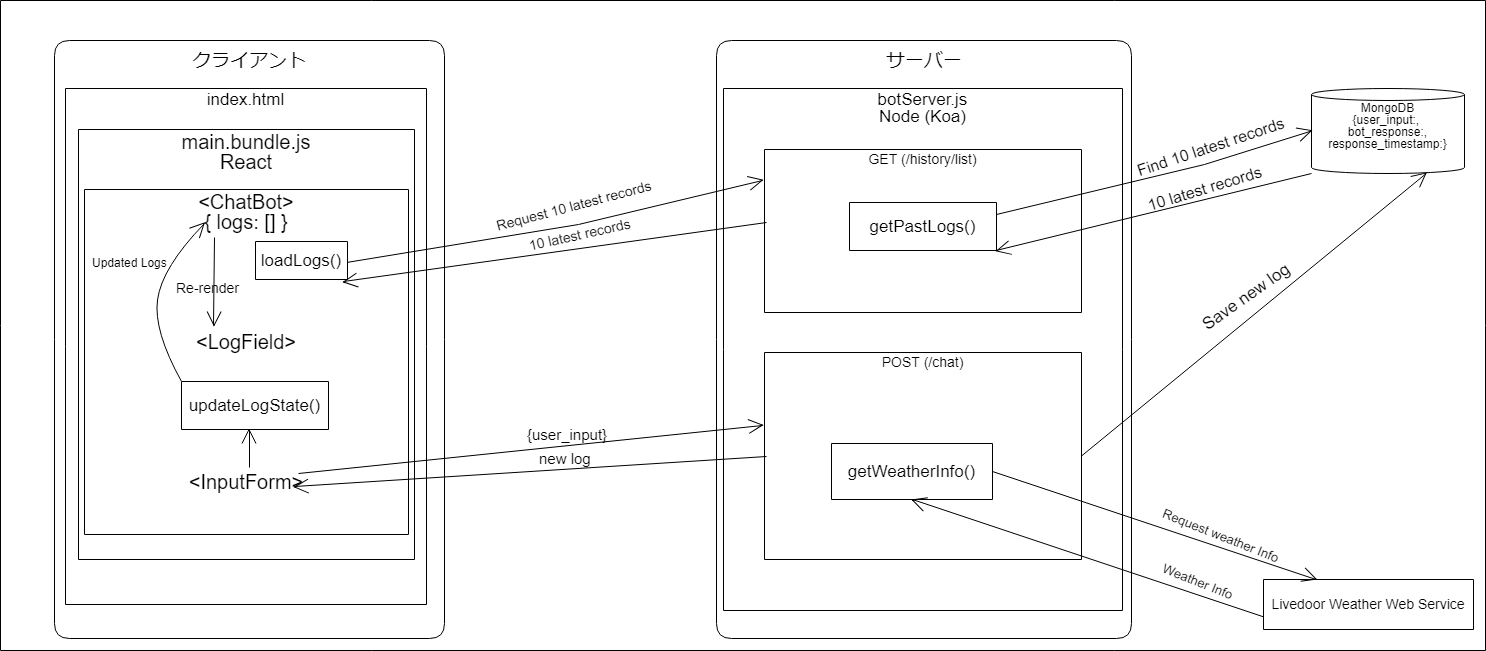 クライアント
index.html
main.bundle.js
React
<ChatBot>
{ logs: [] }
Updated Logs
loadLogs()
Re-render
<LogField>
updateLogState()
<InputForm>
Request 10 latest records
10 latest records
{user_input}
new log
サーバー
botServer.js
Node (Koa)
GET (/history/list)
getPastLogs()
POST (/chat)
getWeatherInfo()
Find 10 latest records
10 latest records
Save new log
Request weather Info
Weather Info
MongoDB
{user_input:,
bot_response:,
response_timestamp:}
Livedoor Weather Web Service